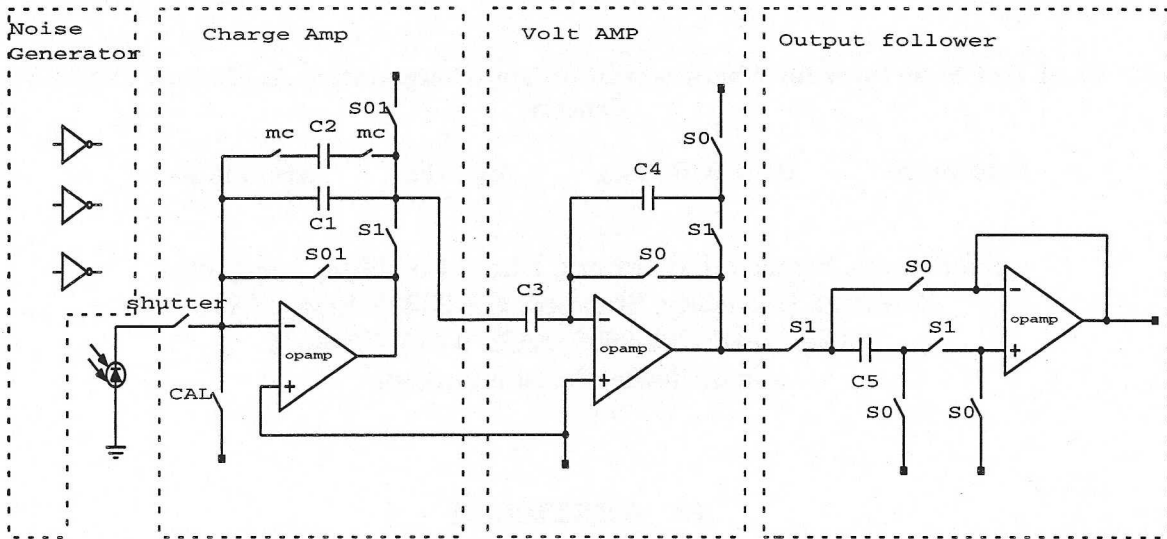 Noise
Generator
Charge Amp
Volt AMP
Output follower
S01
mc
C2
mc
C1
S1
S01
shutter
opamp
CAL
S0
C4
S1
S0
C3
opamp
S0
S1
S1
C5
opamp
S0
S0